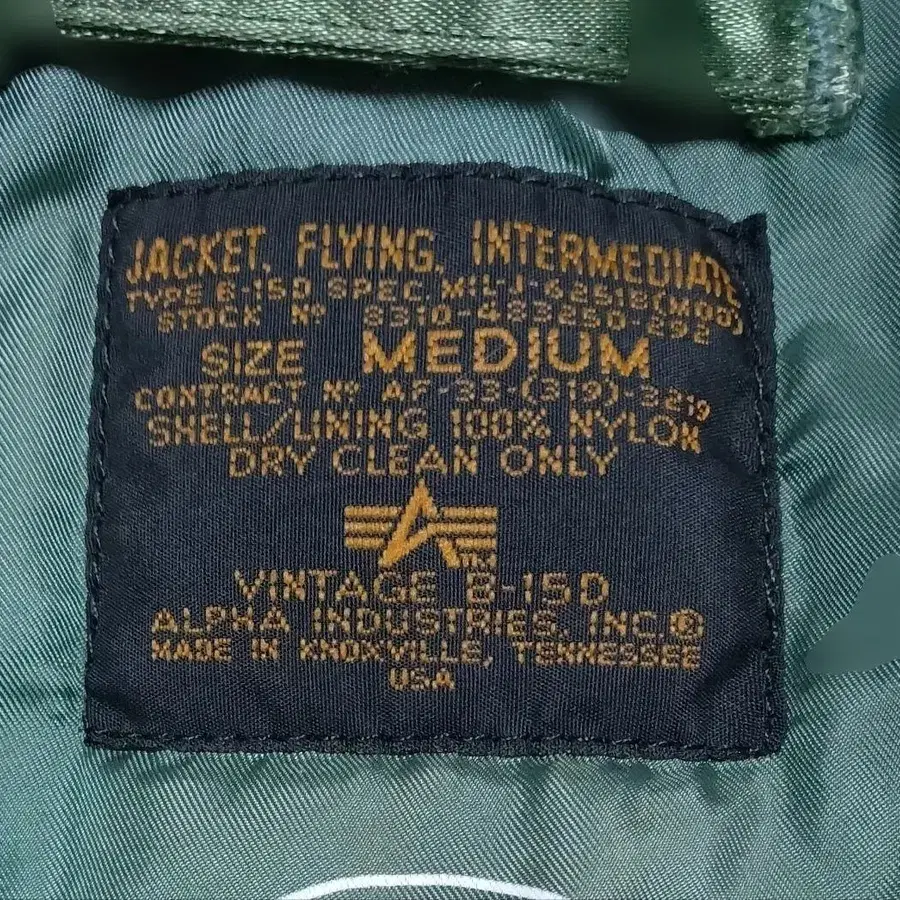 JACKET, FLYING, INTERMEDIATE
TYPE B-15D SPEC. MIL-J-6251B(MOD)
STOCK Nº 8310-483250-292
SIZE MEDIUM
CONTRACT Nº AF-33-(319)-3219
SHELL/LINING 100% NYLON
DRY CLEAN ONLY
TM
VINTAGE B-15D
ALPHA INDUSTRIES, INC.®
MADE IN KNOXVILLE, TENNESSEE
USA